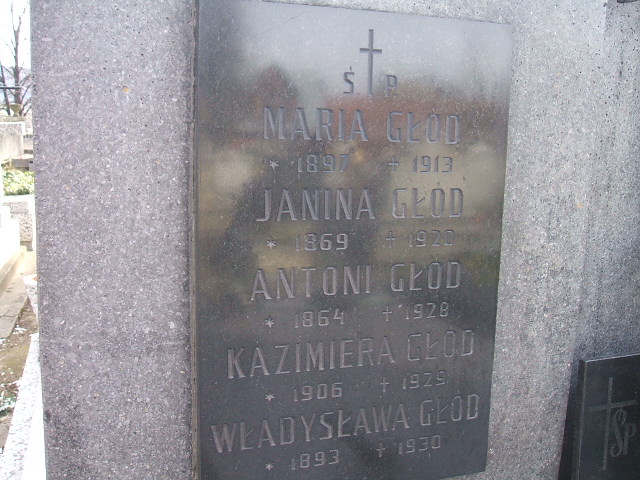 Ś P
MARIA GŁÓD
* 1897 + 1913
JANINA GŁÓD
* 1869 + 1920
ANTONI GŁÓD
* 1864 + 1928
KAZIMIERA GŁÓD
* 1906 + 1929
WŁADYSŁAWA GŁÓD
* 1893 + 1930
ŚP